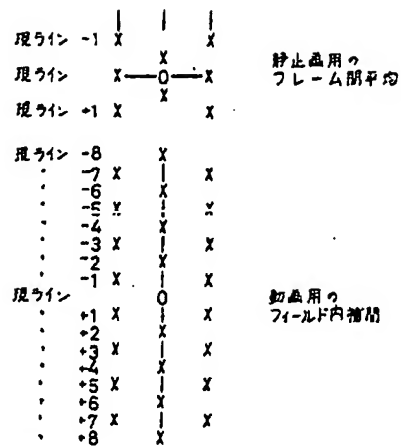 現ライン -1 X X
X
現ライン X O X
X
現ライン +1 X X
静止画用の
フレーム間平均
現ライン -8 X
" -7 X X
" -6 X
" -5 X X
" -4 X
" -3 X X
" -2 X
" -1 X X
現ライン O
" +1 X X
" +2 X
" +3 X X
" +4 X
" +5 X X
" +6 X
" +7 X X
" +8 X
動画用の
フィールド内補間